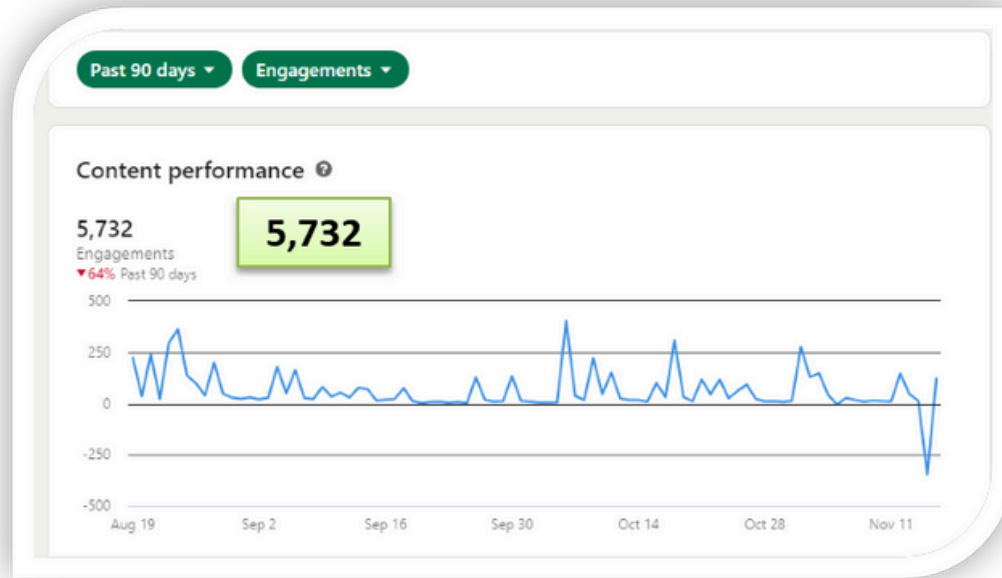 Past 90 days Engagements
Content performance
5,732
5,732
Engagements
▼64% Past 90 days
500
250
0
-250
-500
Aug 19 Sep 2 Sep 16 Sep 30 Oct 14 Oct 28 Nov 11